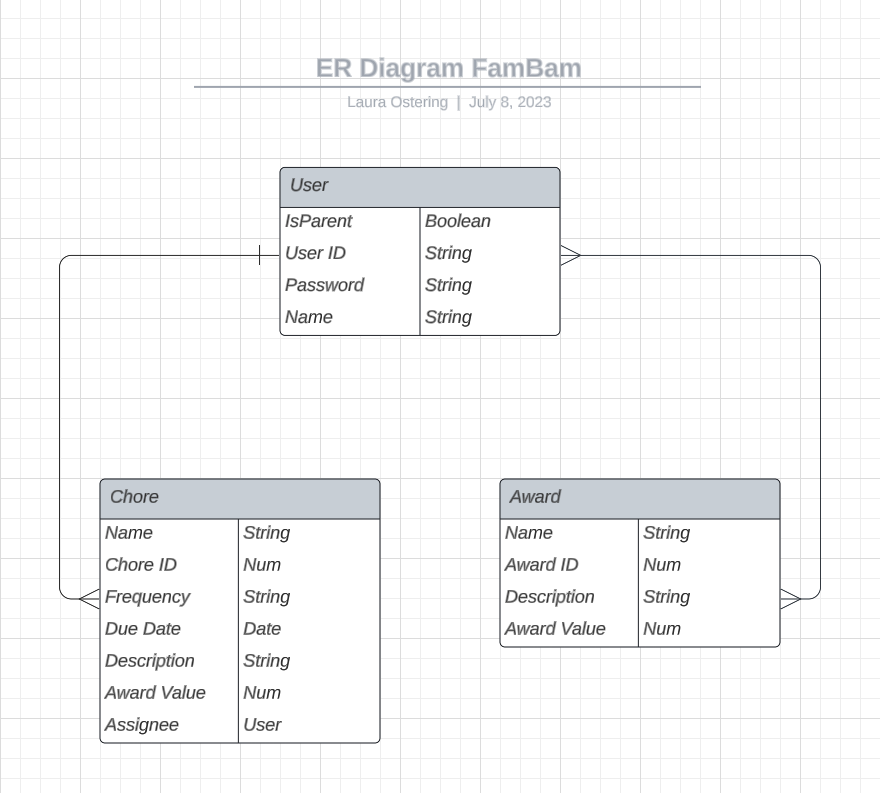 ER Diagram FamBam
Laura Ostering | July 8, 2023
User
IsParent Boolean
User ID String
Password String
Name String
Chore
Name String
Chore ID Num
Frequency String
Due Date Date
Description String
Award Value Num
Assignee User
Award
Name String
Award ID Num
Description String
Award Value Num